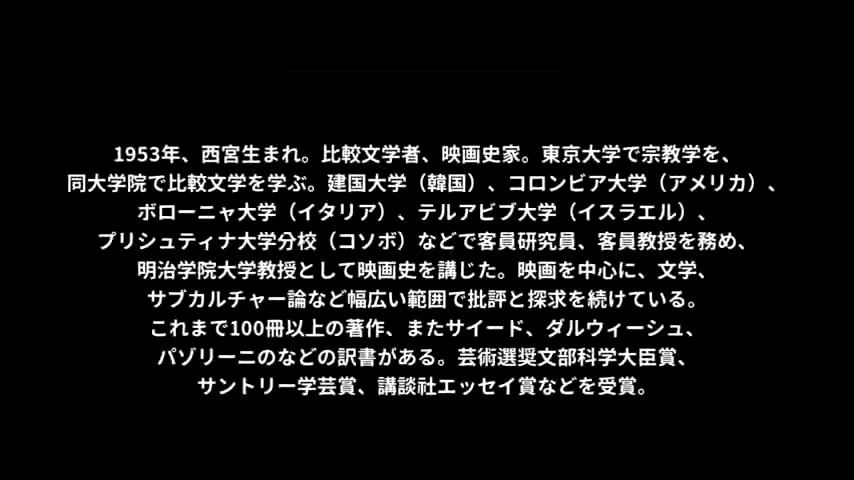 1953年、西宮生まれ。比較文学者、映画史家。東京大学で宗教学を、
同大学院で比較文学を学ぶ。建国大学（韓国）、コロンビア大学（アメリカ）、
ボローニャ大学（イタリア）、テルアビブ大学（イスラエル）、
プリシュティナ大学分校（コソボ）などで客員研究員、客員教授を務め、
明治学院大学教授として映画史を講じた。映画を中心に、文学、
サブカルチャー論など幅広い範囲で批評と探求を続けている。
これまで100冊以上の著作、またサイード、ダルウィーシュ、
パゾリーニのなどの訳書がある。芸術選奨文部科学大臣賞、
サントリー学芸賞、講談社エッセイ賞などを受賞。